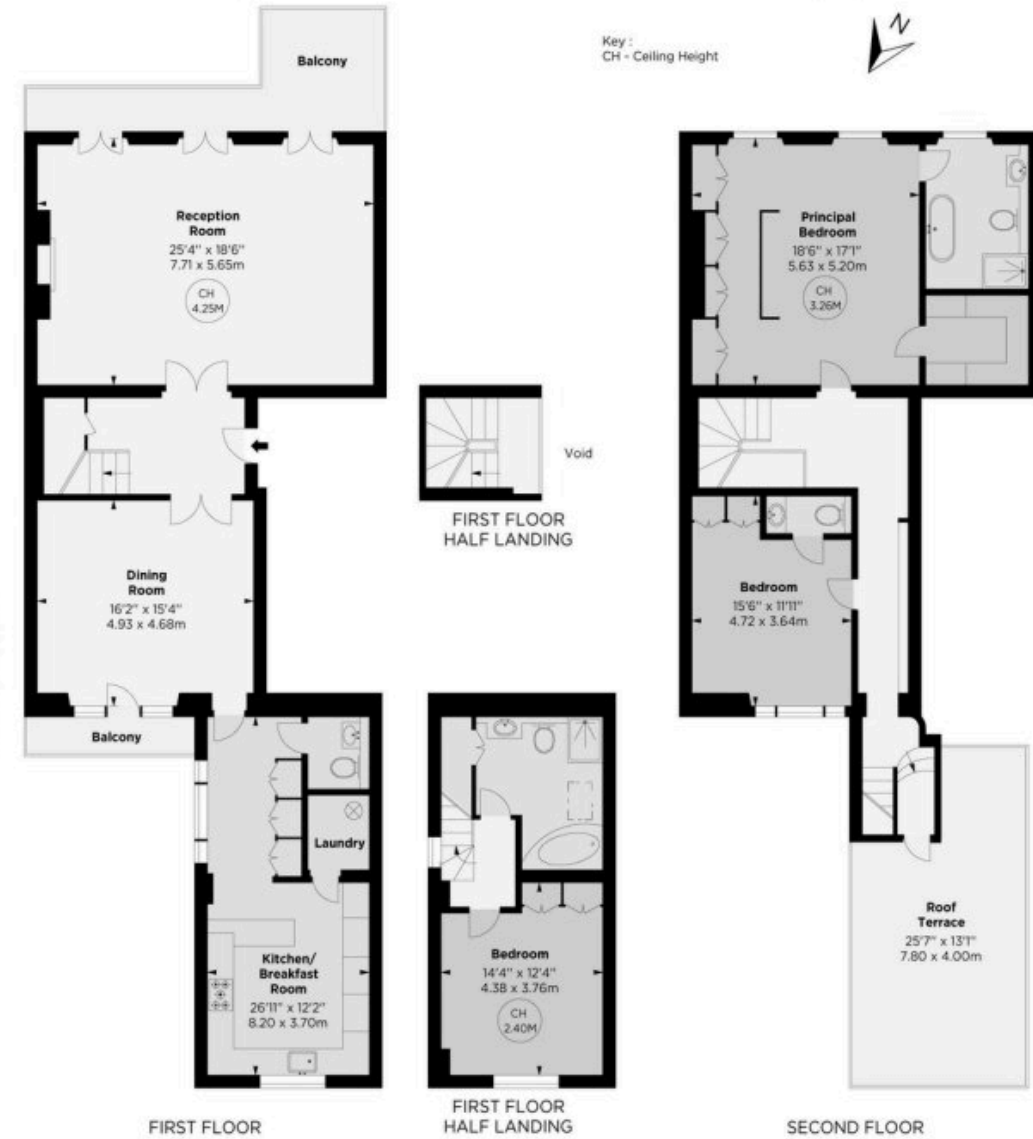 Key :
CH - Ceiling Height
N
Balcony
Reception
Room
25'4" x 18'6"
7.71 x 5.65m
CH
4.25M
Dining
Room
16'2" x 15'4"
4.93 x 4.68m
Balcony
Laundry
Kitchen/
Breakfast
Room
26'11" x 12'2"
8.20 x 3.70m
FIRST FLOOR
Void
FIRST FLOOR
HALF LANDING
Bedroom
14'4" x 12'4"
4.38 x 3.76m
CH
2.40M
FIRST FLOOR
HALF LANDING
Principal
Bedroom
18'6" x 17'1"
5.63 x 5.20m
CH
3.26M
Bedroom
15'6" x 11'11"
4.72 x 3.64m
Roof
Terrace
25'7" x 13'1"
7.80 x 4.00m
SECOND FLOOR